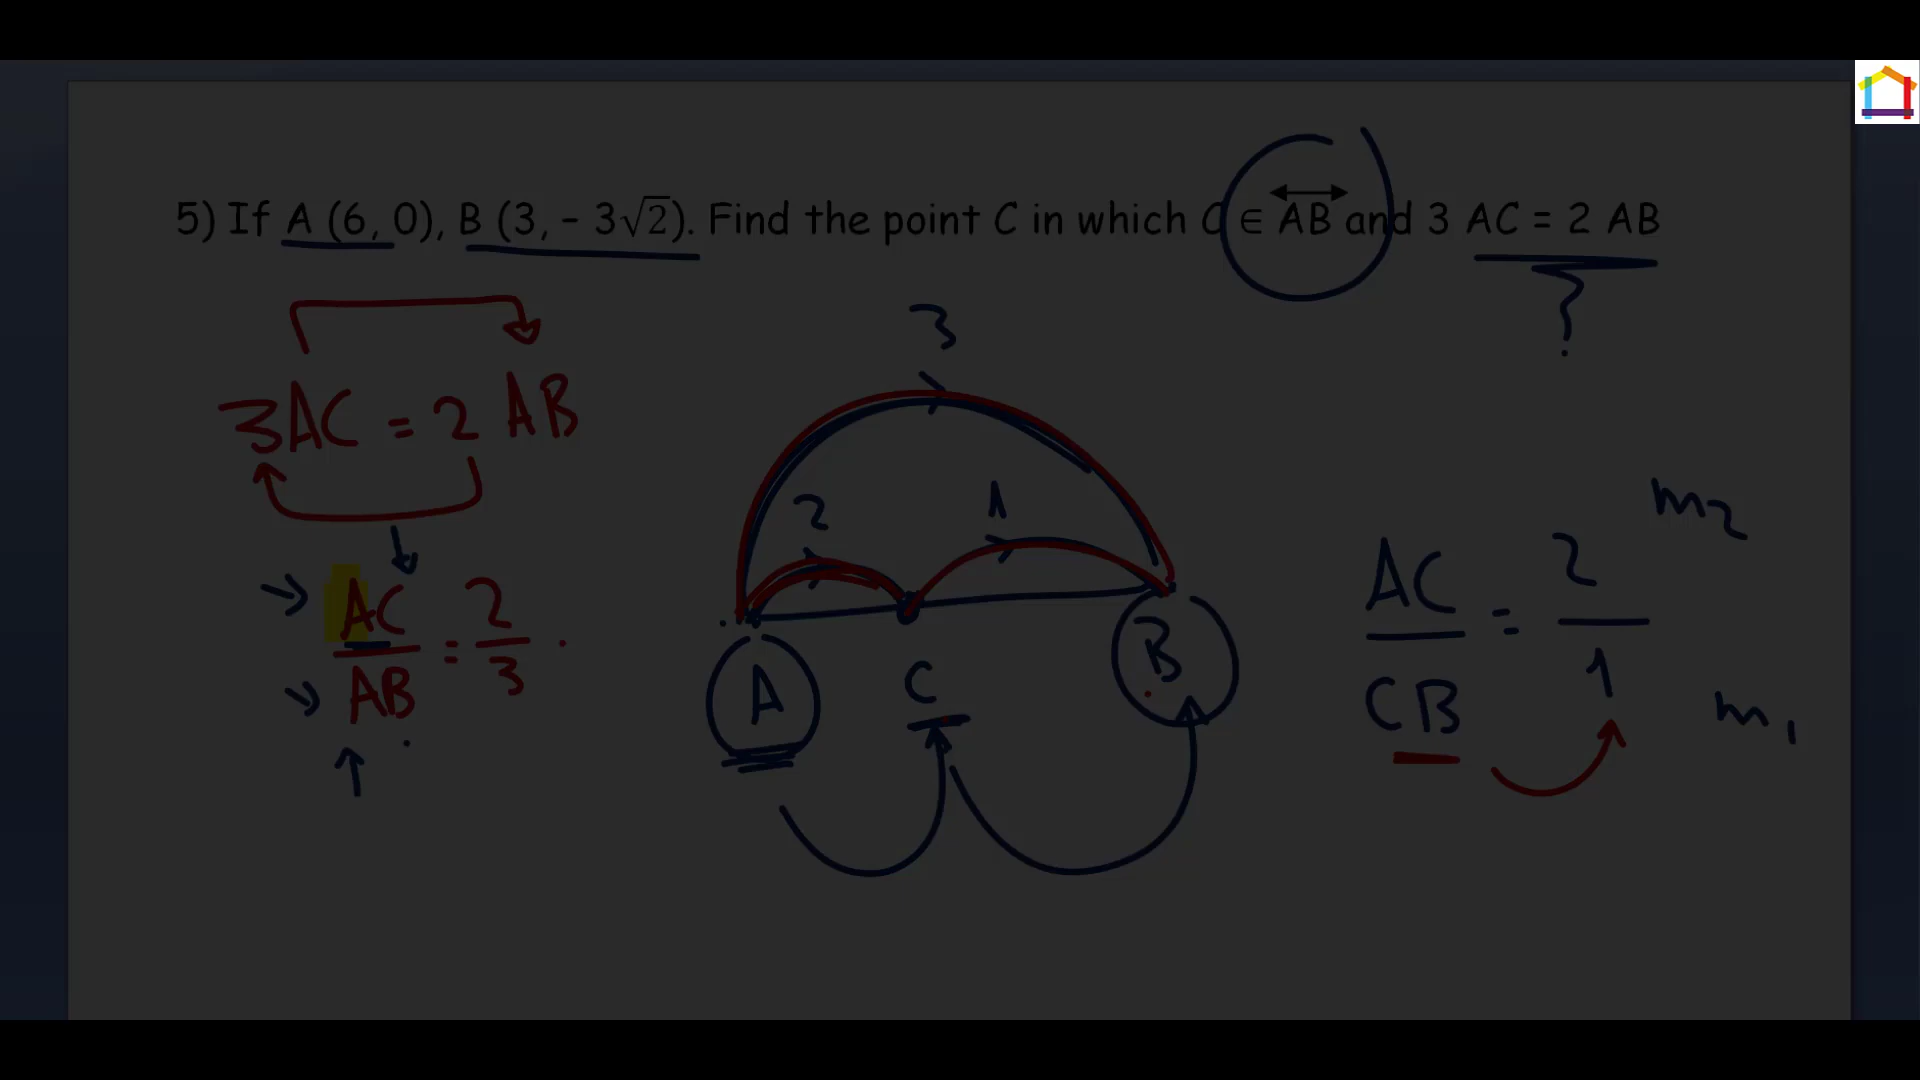 5) If A (6, 0), B (3, – 3√2). Find the point C in which C ∈ AB and 3 AC = 2 AB
?
3
3AC = 2 AB
2
1
m2
AC/AB = 2/3
AC/CB = 2/1
A
C
B
m1